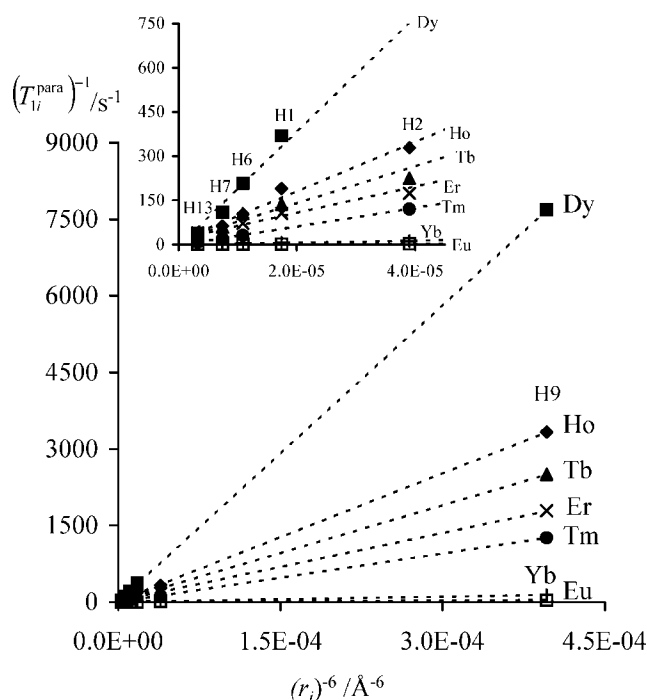 750
600
450
300
150
0
0.0E+00
2.0E-05
4.0E-05
H13
H7
H6
H1
H2
Dy
Ho
Tb
Er
Tm
Yb
Eu
(T₁ᵢᵖᵃʳᵃ)⁻¹/s⁻¹
9000
7500
6000
4500
3000
1500
0
Dy
H9
Ho
Tb
Er
Tm
Yb
Eu
0.0E+00
1.5E-04
3.0E-04
4.5E-04
(rᵢ)⁻⁶ /Å⁻⁶